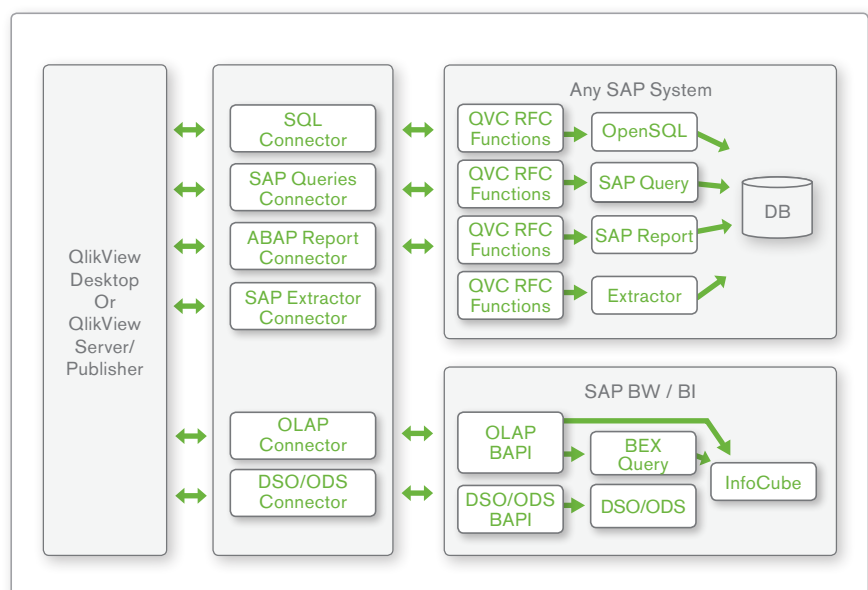 QlikView
Desktop
Or
QlikView
Server/
Publisher
SQL
Connector
SAP Queries
Connector
ABAP Report
Connector
SAP Extractor
Connector
OLAP
Connector
DSO/ODS
Connector
Any SAP System
QVC RFC
Functions
OpenSQL
QVC RFC
Functions
SAP Query
QVC RFC
Functions
SAP Report
QVC RFC
Functions
Extractor
DB
SAP BW / BI
OLAP
BAPI
BEX
Query
InfoCube
DSO/ODS
BAPI
DSO/ODS